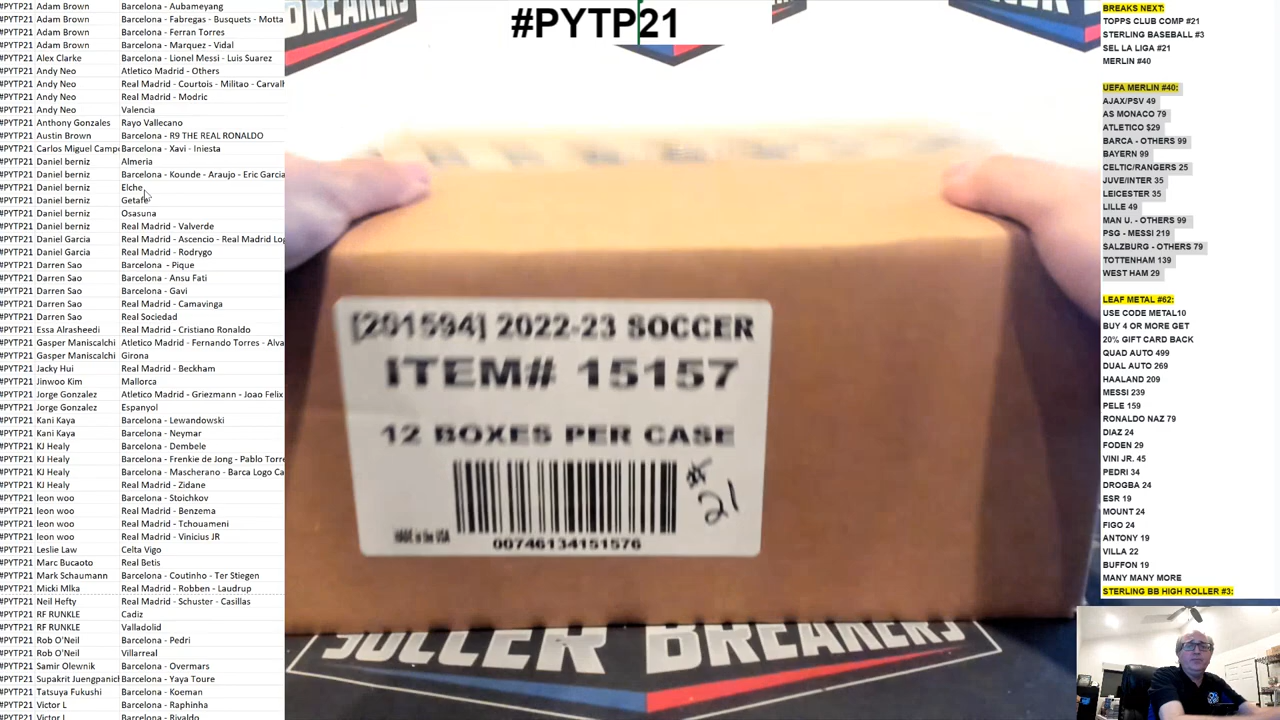 #PYTP21
#PYTP21 Adam Brown Barcelona - Aubameyang
#PYTP21 Adam Brown Barcelona - Fabregas - Busquets - Motta
#PYTP21 Adam Brown Barcelona - Ferran Torres
#PYTP21 Adam Brown Barcelona - Marquez - Vidal
#PYTP21 Alex Clarke Barcelona - Lionel Messi - Luis Suarez
#PYTP21 Andy Neo Atletico Madrid - Others
#PYTP21 Andy Neo Real Madrid - Courtois - Militao - Carvalh
#PYTP21 Andy Neo Real Madrid - Modric
#PYTP21 Andy Neo Valencia
#PYTP21 Anthony Gonzales Rayo Vallecano
#PYTP21 Austin Brown Barcelona - R9 THE REAL RONALDO
#PYTP21 Carlos Miguel Campo Barcelona - Xavi - Iniesta
#PYTP21 Daniel berniz Almeria
#PYTP21 Daniel berniz Barcelona - Kounde - Araujo - Eric Garcia
#PYTP21 Daniel berniz Elche
#PYTP21 Daniel berniz Getafe
#PYTP21 Daniel berniz Osasuna
#PYTP21 Daniel berniz Real Madrid - Valverde
#PYTP21 Daniel Garcia Real Madrid - Ascencio - Real Madrid Log
#PYTP21 Daniel Garcia Real Madrid - Rodrygo
#PYTP21 Darren Sao Barcelona - Pique
#PYTP21 Darren Sao Barcelona - Ansu Fati
#PYTP21 Darren Sao Barcelona - Gavi
#PYTP21 Darren Sao Real Madrid - Camavinga
#PYTP21 Darren Sao Real Sociedad
#PYTP21 Essa Alrasheedi Real Madrid - Cristiano Ronaldo
#PYTP21 Gasper Maniscalchi Atletico Madrid - Fernando Torres - Alva
#PYTP21 Gasper Maniscalchi Girona
#PYTP21 Jacky Hui Real Madrid - Beckham
#PYTP21 Jinwoo Kim Mallorca
#PYTP21 Jorge Gonzalez Atletico Madrid - Griezmann - Joao Felix
#PYTP21 Jorge Gonzalez Espanyol
#PYTP21 Kani Kaya Barcelona - Lewandowski
#PYTP21 Kani Kaya Barcelona - Neymar
#PYTP21 KJ Healy Barcelona - Dembele
#PYTP21 KJ Healy Barcelona - Frenkie de Jong - Pablo Torre
#PYTP21 KJ Healy Barcelona - Mascherano - Barca Logo Ca
#PYTP21 KJ Healy Real Madrid - Zidane
#PYTP21 leon woo Barcelona - Stoichkov
#PYTP21 leon woo Real Madrid - Benzema
#PYTP21 leon woo Real Madrid - Tchouameni
#PYTP21 leon woo Real Madrid - Vinicius JR
#PYTP21 Leslie Law Celta Vigo
#PYTP21 Marc Bucaoto Real Betis
#PYTP21 Mark Schaumann Barcelona - Coutinho - Ter Stiegen
#PYTP21 Micki Mlka Real Madrid - Robben - Laudrup
#PYTP21 Neil Hefty Real Madrid - Schuster - Casillas
#PYTP21 RF RUNKLE Cadiz
#PYTP21 RF RUNKLE Valladolid
#PYTP21 Rob O'Neil Barcelona - Pedri
#PYTP21 Rob O'Neil Villarreal
#PYTP21 Samir Olewnik Barcelona - Overmars
#PYTP21 Supakrit Juengpanich Barcelona - Yaya Toure
#PYTP21 Tatsuya Fukushi Barcelona - Koeman
#PYTP21 Victor L Barcelona - Raphinha
#PYTP21 Victor L Barcelona - Rivaldo
[201594] 2022-23 SOCCER
ITEM# 15157
12 BOXES PER CASE
#21
MADE IN THE USA
00746134151576
SOCCER BREAKERS
BREAKS NEXT:
TOPPS CLUB COMP #21
STERLING BASEBALL #3
SEL LA LIGA #21
MERLIN #40
UEFA MERLIN #40:
AJAX/PSV 49
AS MONACO 79
ATLETICO $29
BARCA - OTHERS 99
BAYERN 99
CELTIC/RANGERS 25
JUVE/INTER 35
LEICESTER 35
LILLE 49
MAN U. - OTHERS 99
PSG - MESSI 219
SALZBURG - OTHERS 79
TOTTENHAM 139
WEST HAM 29
LEAF METAL #62:
USE CODE METAL10
BUY 4 OR MORE GET
20% GIFT CARD BACK
QUAD AUTO 499
DUAL AUTO 269
HAALAND 209
MESSI 239
PELE 159
RONALDO NAZ 79
DIAZ 24
FODEN 29
VINI JR. 45
PEDRI 34
DROGBA 24
ESR 19
MOUNT 24
FIGO 24
ANTONY 19
VILLA 22
BUFFON 19
MANY MANY MORE
STERLING BB HIGH ROLLER #3: